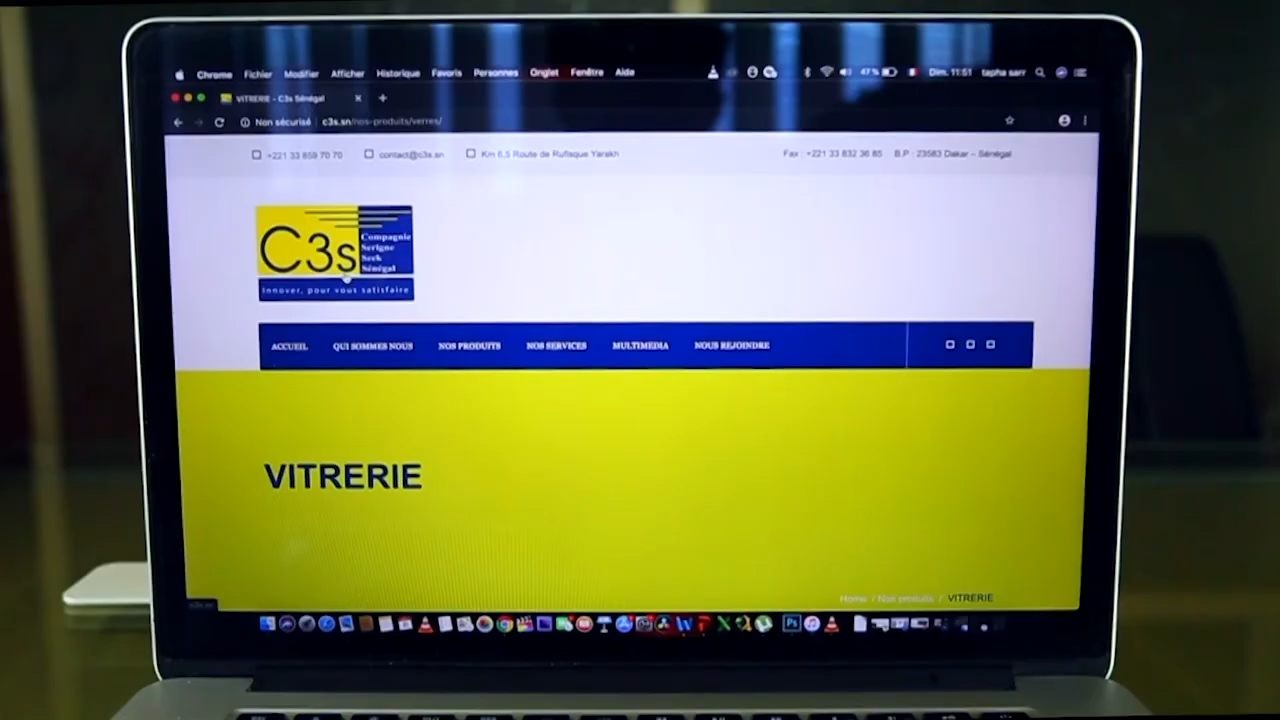 Chrome Fichier Modifier Afficher Historique Favoris Personnes Onglet Fenêtre Aide 47 % Dim. 11:51 tapha sarr
VITRERIE - C3s Sénégal
Non sécurisé c3s.sn/nos-produits/verres/
+221 33 859 70 70 contact@c3s.sn Km 6,5 Route de Rufisque Yarakh Fax : +221 33 832 36 85 B.P : 23583 Dakar – Sénégal
C3s
Compagnie
Serigne
Seck
Sénégal
Innover, pour vous satisfaire
ACCUEIL QUI SOMMES NOUS NOS PRODUITS NOS SERVICES MULTIMEDIA NOUS REJOINDRE
VITRERIE
Home / Nos produits / VITRERIE
c3s.sn